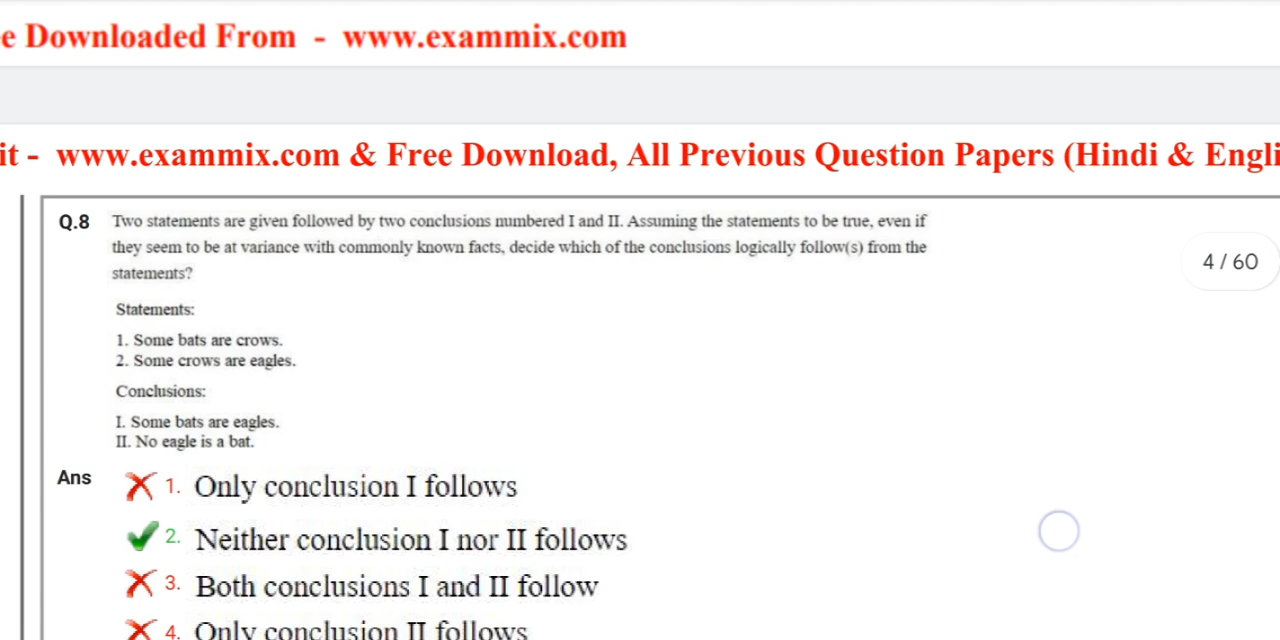 e Downloaded From - www.exammix.com
it - www.exammix.com & Free Download, All Previous Question Papers (Hindi & Engli
Q.8 Two statements are given followed by two conclusions numbered I and II. Assuming the statements to be true, even if
they seem to be at variance with commonly known facts, decide which of the conclusions logically follow(s) from the
statements?
4 / 60
Statements:
1. Some bats are crows.
2. Some crows are eagles.
Conclusions:
I. Some bats are eagles.
II. No eagle is a bat.
Ans 1. Only conclusion I follows
2. Neither conclusion I nor II follows
3. Both conclusions I and II follow
4. Only conclusion II follows